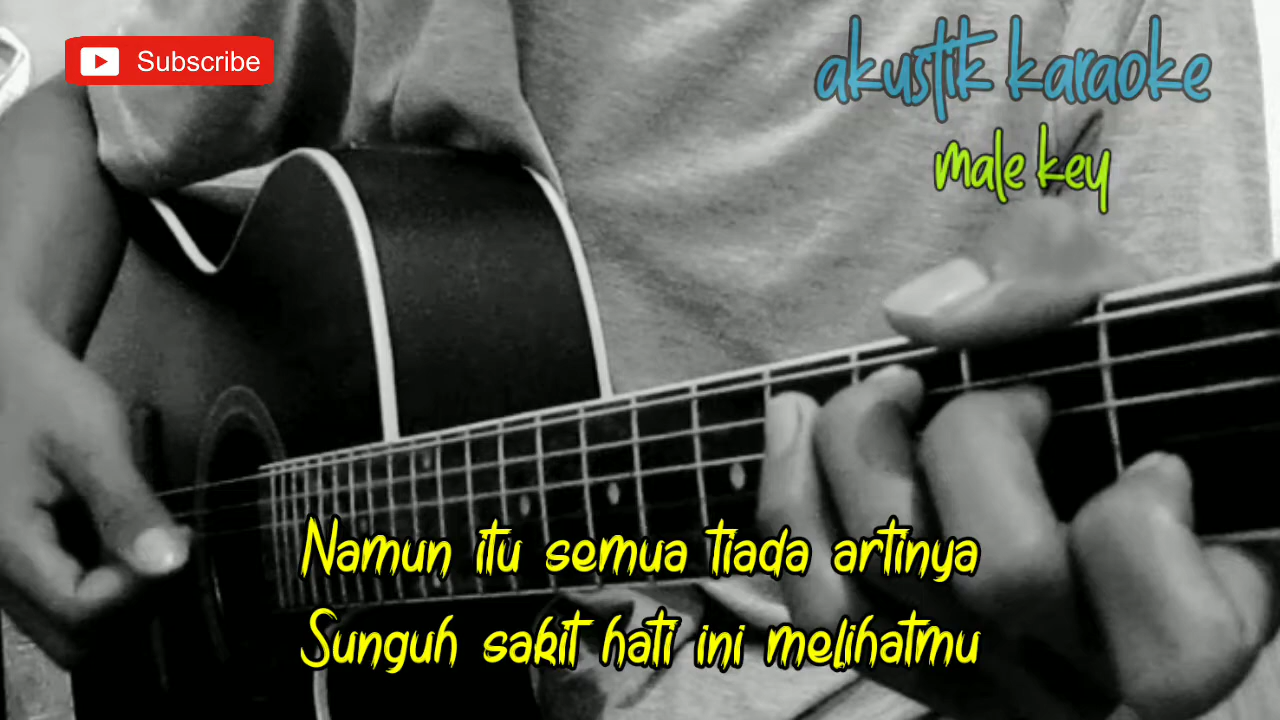 Subscribe
akustik karaoke
male key
Namun itu semua tiada artinya
Sunguh sakit hati ini melihatmu